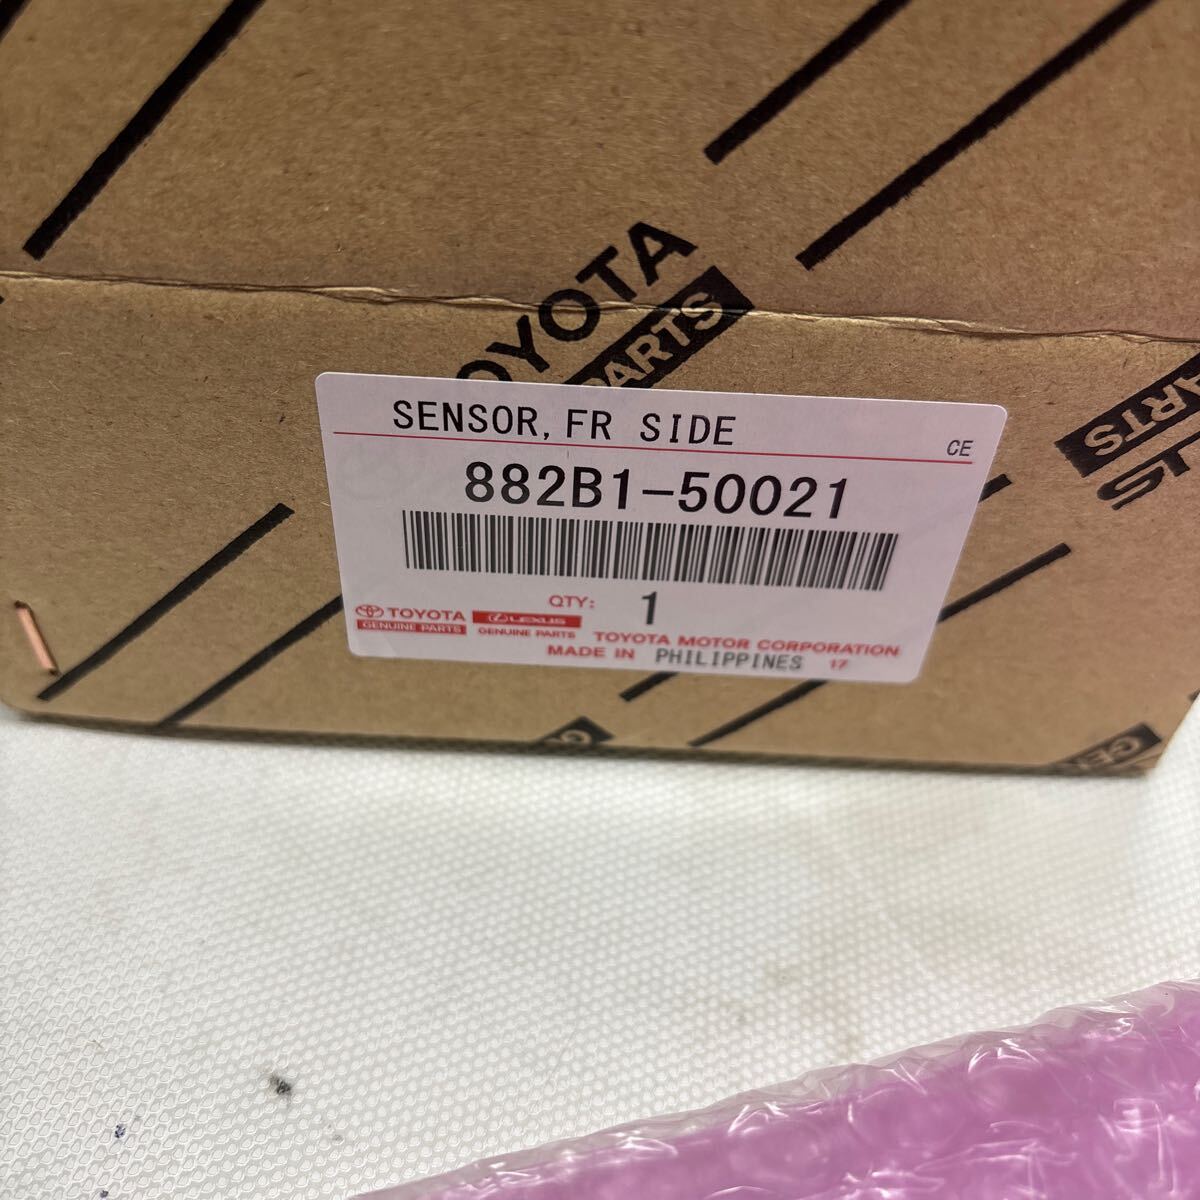 TOYOTA
PARTS
SENSOR, FR SIDE
CE
882B1-50021
QTY: 1
TOYOTA
GENUINE PARTS
LEXUS
GENUINE PARTS
TOYOTA MOTOR CORPORATION
MADE IN PHILIPPINES 17